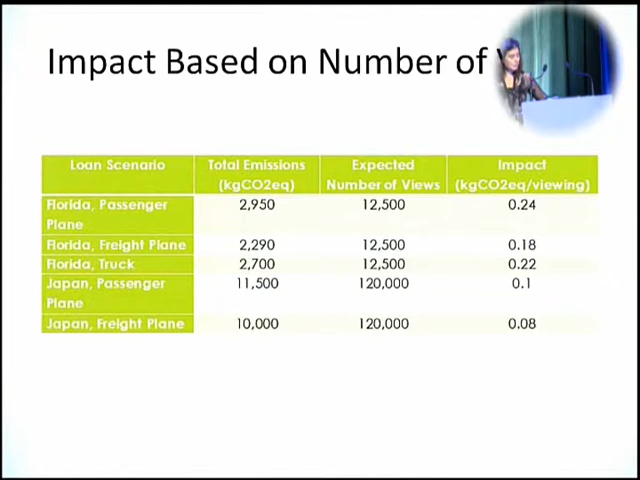 Impact Based on Number of
Loan Scenario Total Emissions (kgCO2eq) Expected Number of Views Impact (kgCO2eq/viewing)
Florida, Passenger Plane 2,950 12,500 0.24
Florida, Freight Plane 2,290 12,500 0.18
Florida, Truck 2,700 12,500 0.22
Japan, Passenger Plane 11,500 120,000 0.1
Japan, Freight Plane 10,000 120,000 0.08